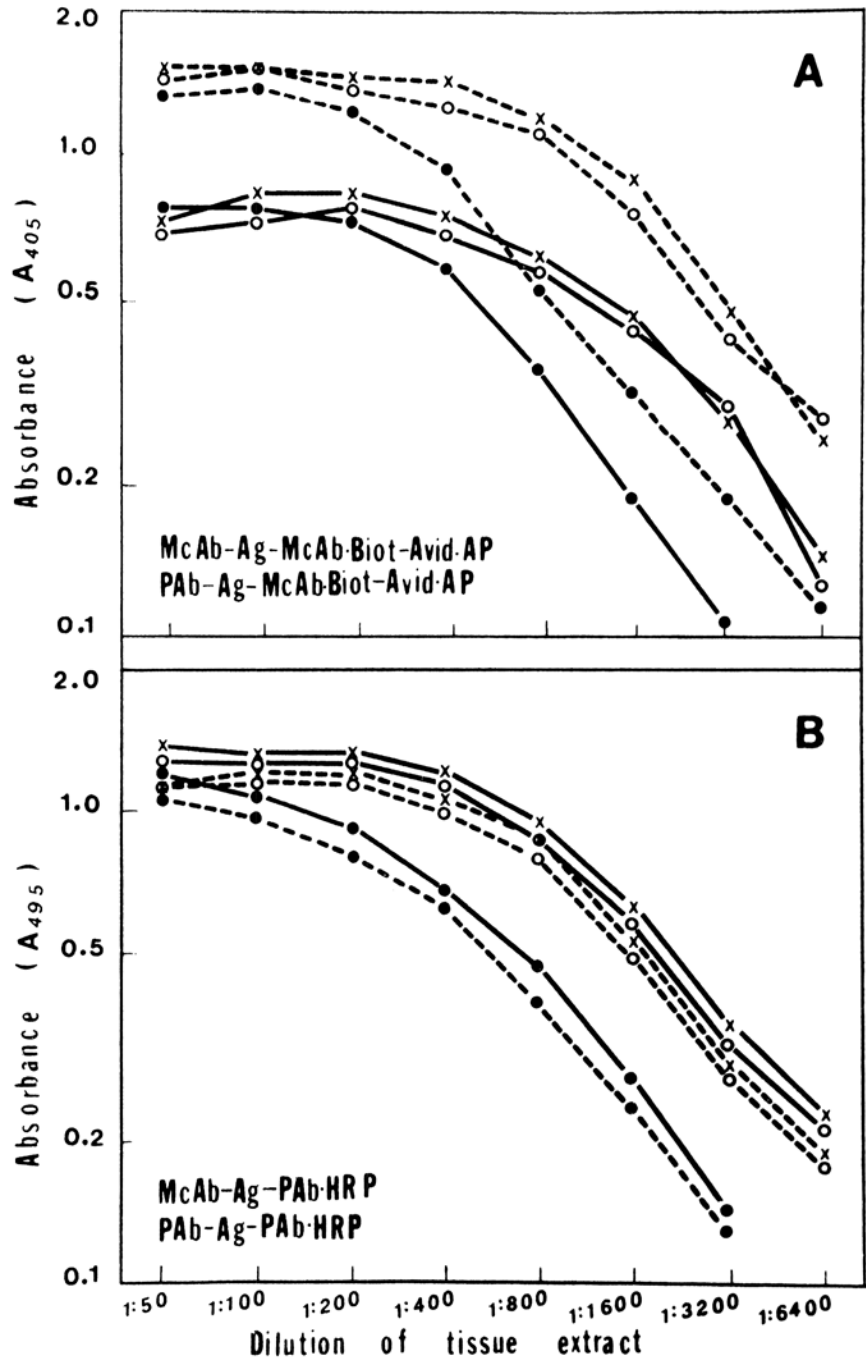 2.0
A
1.0
0.5
0.2
0.1
Absorbance (A405)
McAb-Ag-McAb·Biot-Avid·AP
PAb-Ag-McAb·Biot-Avid·AP
2.0
B
1.0
0.5
0.2
0.1
Absorbance (A495)
McAb-Ag-PAb·HRP
PAb-Ag-PAb·HRP
1:50 1:100 1:200 1:400 1:800 1:1600 1:3200 1:6400
Dilution of tissue extract